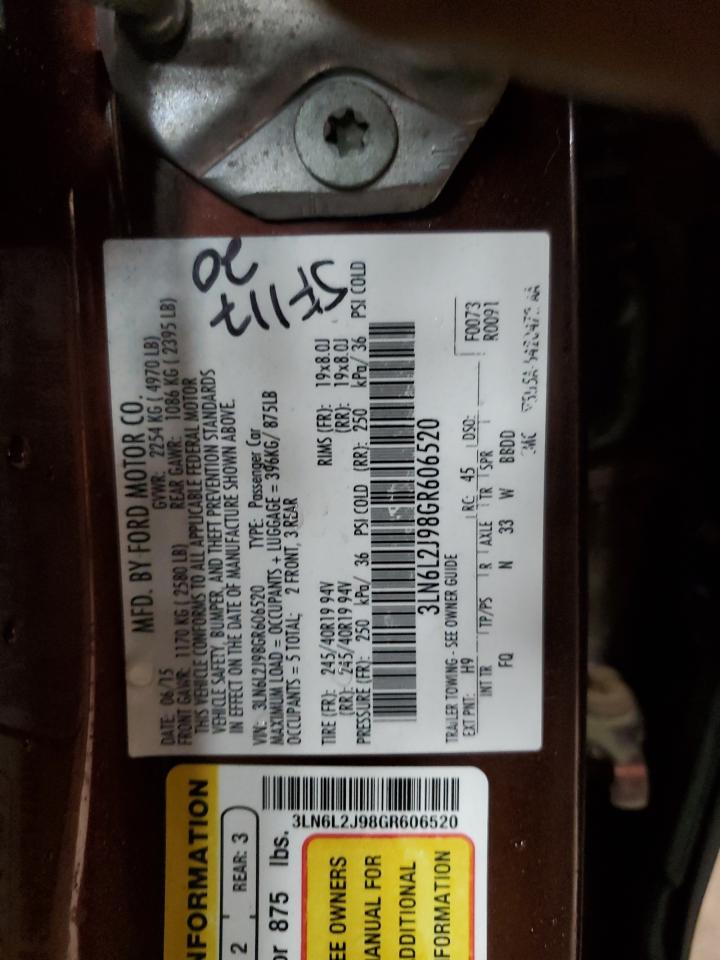 MFD. BY FORD MOTOR CO.
DATE: 06/15 GVWR: 2254 KG ( 4970 LB)
FRONT GAWR: 1170 KG ( 2580 LB) REAR GAWR: 1086 KG ( 2395 LB)
THIS VEHICLE CONFORMS TO ALL APPLICABLE FEDERAL MOTOR
VEHICLE SAFETY, BUMPER, AND THEFT PREVENTION STANDARDS
IN EFFECT ON THE DATE OF MANUFACTURE SHOWN ABOVE.
VIN: 3LN6L2J98GR606520 TYPE: Passenger Car
MAXIMUM LOAD = OCCUPANTS + LUGGAGE = 396KG/ 875LB
OCCUPANTS = 5 TOTAL: 2 FRONT, 3 REAR
TIRE (FR): 245/40R19 94V RIMS (FR): 19x8.0J
(RR): 245/40R19 94V (RR): 19x8.0J
PRESSURE (FR): 250 kPa/ 36 PSI COLD (RR): 250 kPa/ 36 PSI COLD
20
SF117
3LN6L2J98GR606520
TRAILER TOWING - SEE OWNER GUIDE
EXT PNT: H9 RC: 45 DSO: F0073
R0091
INT TR TP/PS R AXLE TR SPR
FQ N 33 W BBDD
NFORMATION
2 REAR: 3
or 875 lbs.
3LN6L2J98GR606520
EE OWNERS
ANUAL FOR
DDITIONAL
FORMATION